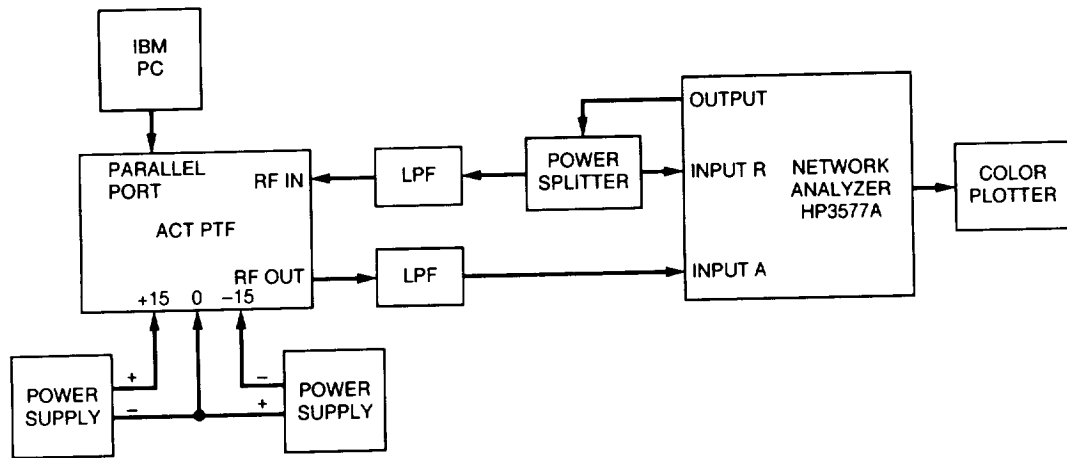 IBM
PC
OUTPUT
PARALLEL
PORT
RF IN
LPF
POWER
SPLITTER
INPUT R
NETWORK
ANALYZER
HP3577A
COLOR
PLOTTER
ACT PTF
RF OUT
LPF
INPUT A
+15 0 −15
POWER
SUPPLY
+
−
−
+
POWER
SUPPLY